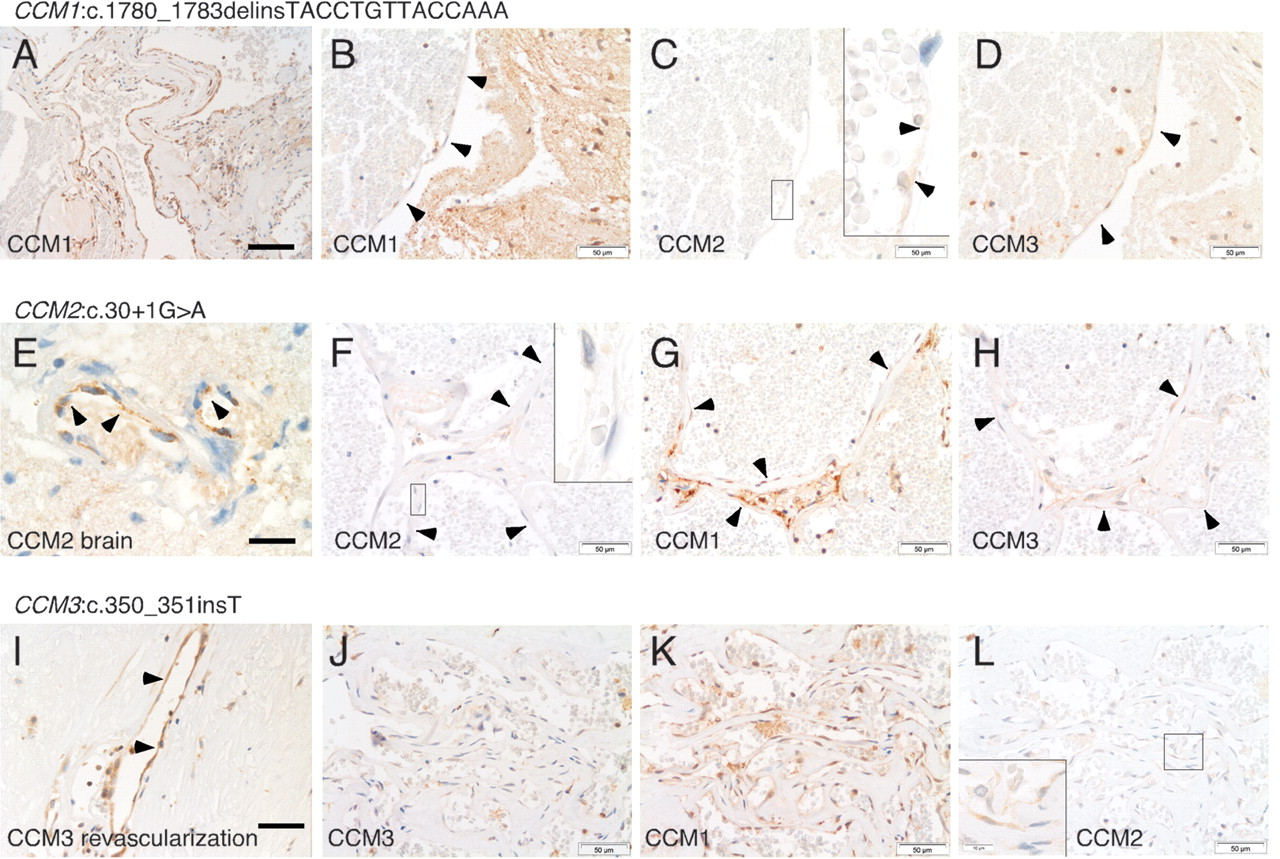 CCM1:c.1780_1783delinsTACCTGTTACCAAA
A
B
C
D
CCM1
CCM1
50 µm
CCM2
50 µm
CCM3
50 µm
CCM2:c.30+1G>A
E
F
G
H
CCM2 brain
CCM2
50 µm
CCM1
50 µm
CCM3
50 µm
CCM3:c.350_351insT
I
J
K
L
CCM3 revascularization
CCM3
50 µm
CCM1
50 µm
10 µm
CCM2
50 µm